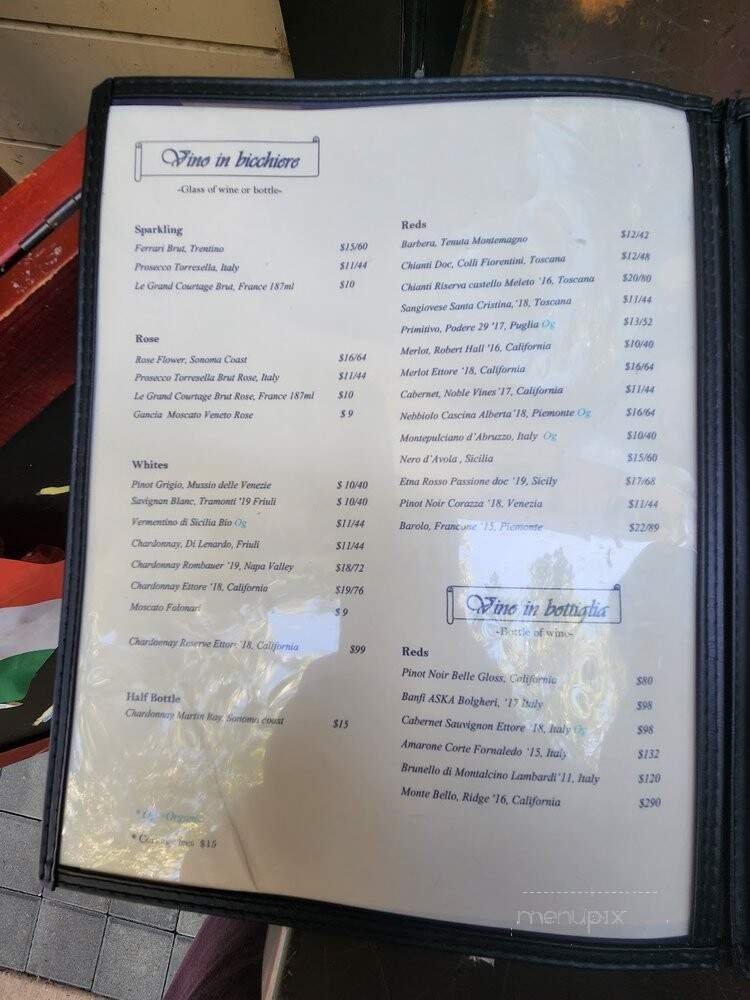 Vino in bicchiere
-Glass of wine or bottle-
Sparkling
Ferrari Brut, Trentino $15/60
Prosecco Torresella, Italy $11/44
Le Grand Courtage Brut, France 187ml $10
Rose
Rose Flower, Sonoma Coast $16/64
Prosecco Torresella Brut Rose, Italy $11/44
Le Grand Courtage Brut Rose, France 187ml $10
Gancia Moscato Veneto Rose $ 9
Whites
Pinot Grigio, Mussio delle Venezie $ 10/40
Savignan Blanc, Tramonti '19 Friuli $ 10/40
Vermentino di Sicilia Bio Og $11/44
Chardonnay, Di Lenardo, Friuli $11/44
Chardonnay Rombauer '19, Napa Valley $18/72
Chardonnay Ettore '18, California $19/76
Moscato Folonari $ 9
Chardonnay Reserve Ettore '18, California $99
Half Bottle
Chardonnay Martin Ray, Sonoma coast $15
* Og =Organic
* Corkage fees $15
Reds
Barbera, Tenuta Montemagno $12/42
Chianti Doc, Colli Fiorentini, Toscana $12/48
Chianti Riserva castello Meleto '16, Toscana $20/80
Sangiovese Santa Cristina,'18, Toscana $11/44
Primitivo, Podere 29 '17, Puglia Og $13/52
Merlot, Robert Hall '16, California $10/40
Merlot Ettore '18, California $16/64
Cabernet, Noble Vines'17, California $11/44
Nebbiolo Cascina Alberta'18, Piemonte Og $16/64
Montepulciano d'Abruzzo, Italy Og $10/40
Nero d'Avola , Sicilia $15/60
Etna Rosso Passione doc '19, Sicily $17/68
Pinot Noir Corazza '18, Venezia $11/44
Barolo, Francone '15, Piemonte $22/89
Vino in bottiglia
-Bottle of wine-
Reds
Pinot Noir Belle Gloss, California $80
Banfi ASKA Bolgheri, '17 Italy $98
Cabernet Sauvignon Ettore '18, Italy Og $98
Amarone Corte Fornaledo '15, Italy $132
Brunello di Montalcino Lambardi'11, Italy $120
Monte Bello, Ridge '16, California $290
menupix